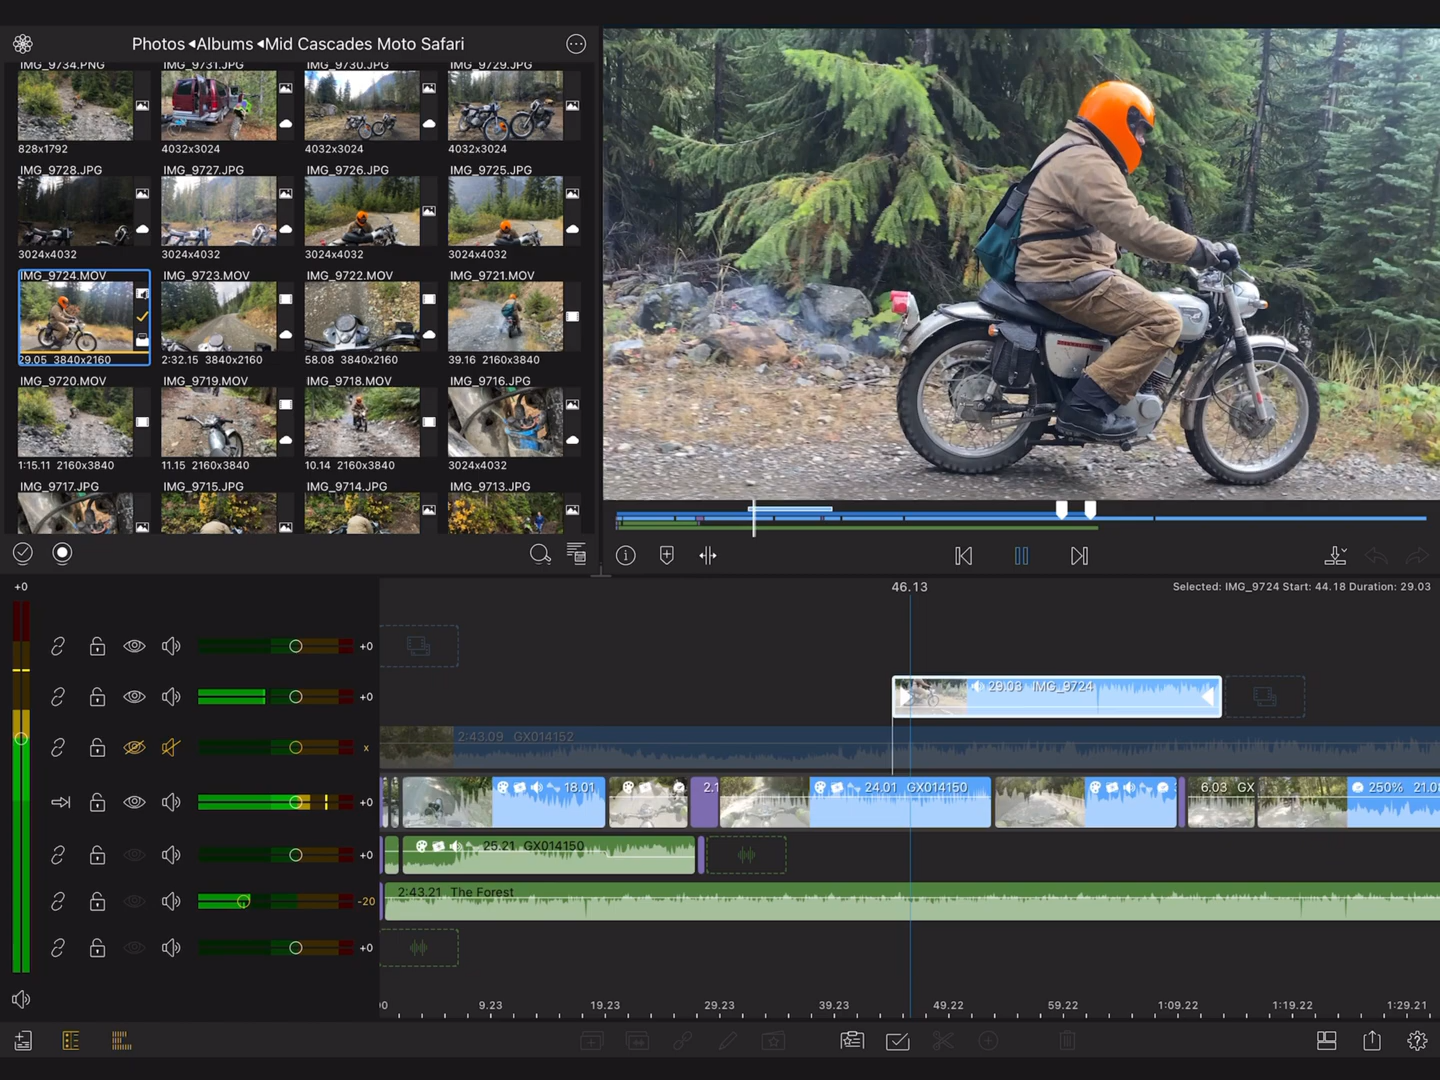 Photos ◂Albums ◂Mid Cascades Moto Safari
IMG_9734.PNG IMG_9731.JPG IMG_9730.JPG IMG_9729.JPG
828x1792 4032x3024 4032x3024 4032x3024
IMG_9728.JPG IMG_9727.JPG IMG_9726.JPG IMG_9725.JPG
3024x4032 3024x4032 3024x4032 3024x4032
IMG_9724.MOV IMG_9723.MOV IMG_9722.MOV IMG_9721.MOV
29.05 3840x2160 2:32.15 3840x2160 58.08 3840x2160 39.16 2160x3840
IMG_9720.MOV IMG_9719.MOV IMG_9718.MOV IMG_9716.JPG
1:15.11 2160x3840 11.15 2160x3840 10.14 2160x3840 3024x4032
IMG_9717.JPG IMG_9715.JPG IMG_9714.JPG IMG_9713.JPG
+0 46.13 Selected: IMG_9724 Start: 44.18 Duration: 29.03
+0
+0 29.03 IMG_9724
x 2:43.09 GX014152
+0 18.01 2.1 24.01 GX014150 6.03 GX 250% 21.0
+0 25.21 GX014150
-20 2:43.21 The Forest
+0
9.23 19.23 29.23 39.23 49.22 59.22 1:09.22 1:19.22 1:29.21